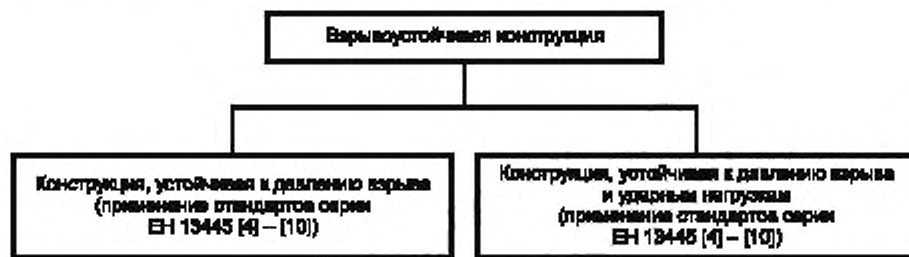 Взрывоустойчивая конструкция
Конструкция, устойчивая к давлению взрыва
(применение стандартов серии
ЕН 13445 [4] – [10])
Конструкция, устойчивая к давлению взрыва
и ударным нагрузкам
(применение стандартов серии
ЕН 13445 [4] – [10])